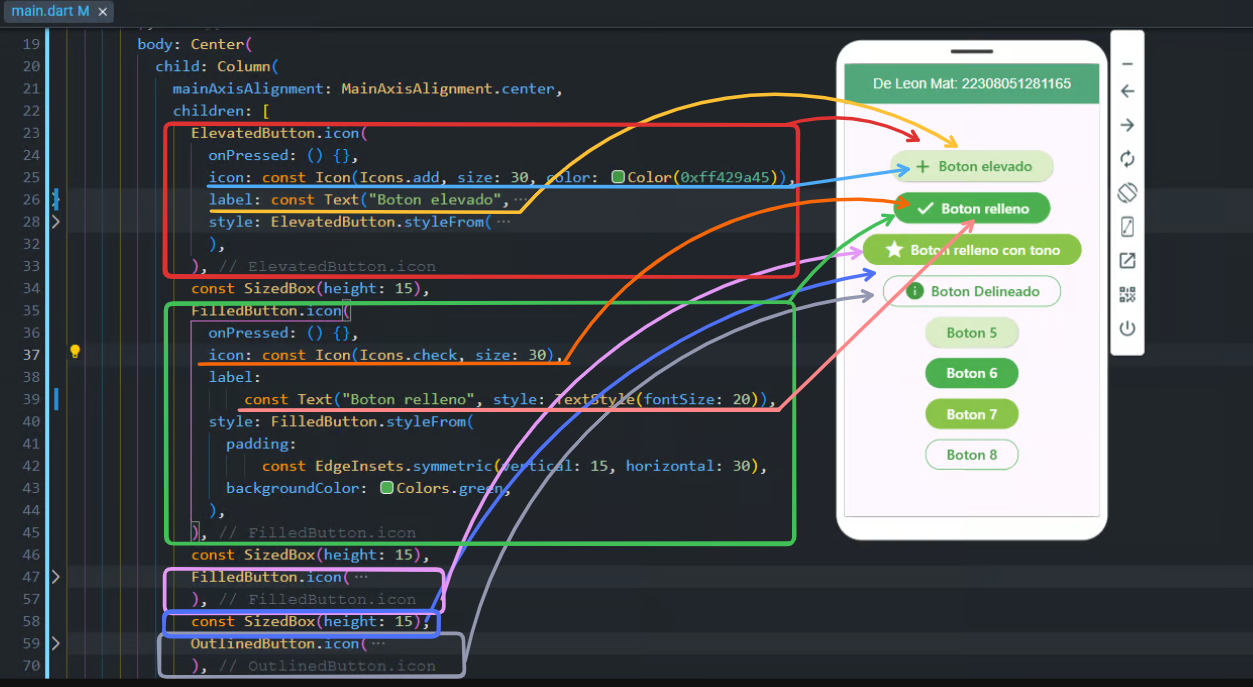 main.dart M ×
19 body: Center(
20 child: Column(
21 mainAxisAlignment: MainAxisAlignment.center,
22 children: [
23 ElevatedButton.icon(
24 onPressed: () {},
25 icon: const Icon(Icons.add, size: 30, color: Color(0xff429a45)),
26 label: const Text("Boton elevado", ...
28 style: ElevatedButton.styleFrom( ...
32 ),
33 ), // ElevatedButton.icon
34 const SizedBox(height: 15),
35 FilledButton.icon(
36 onPressed: () {},
37 icon: const Icon(Icons.check, size: 30),
38 label:
39 const Text("Boton relleno", style: TextStyle(fontSize: 20)),
40 style: FilledButton.styleFrom(
41 padding:
42 const EdgeInsets.symmetric(vertical: 15, horizontal: 30),
43 backgroundColor: Colors.green,
44 ),
45 ), // FilledButton.icon
46 const SizedBox(height: 15),
47 FilledButton.icon( ...
57 ), // FilledButton.icon
58 const SizedBox(height: 15),
59 OutlinedButton.icon( ...
70 ), // OutlinedButton.icon
De Leon Mat: 22308051281165
Boton elevado
Boton relleno
Boton relleno con tono
Boton Delineado
Boton 5
Boton 6
Boton 7
Boton 8